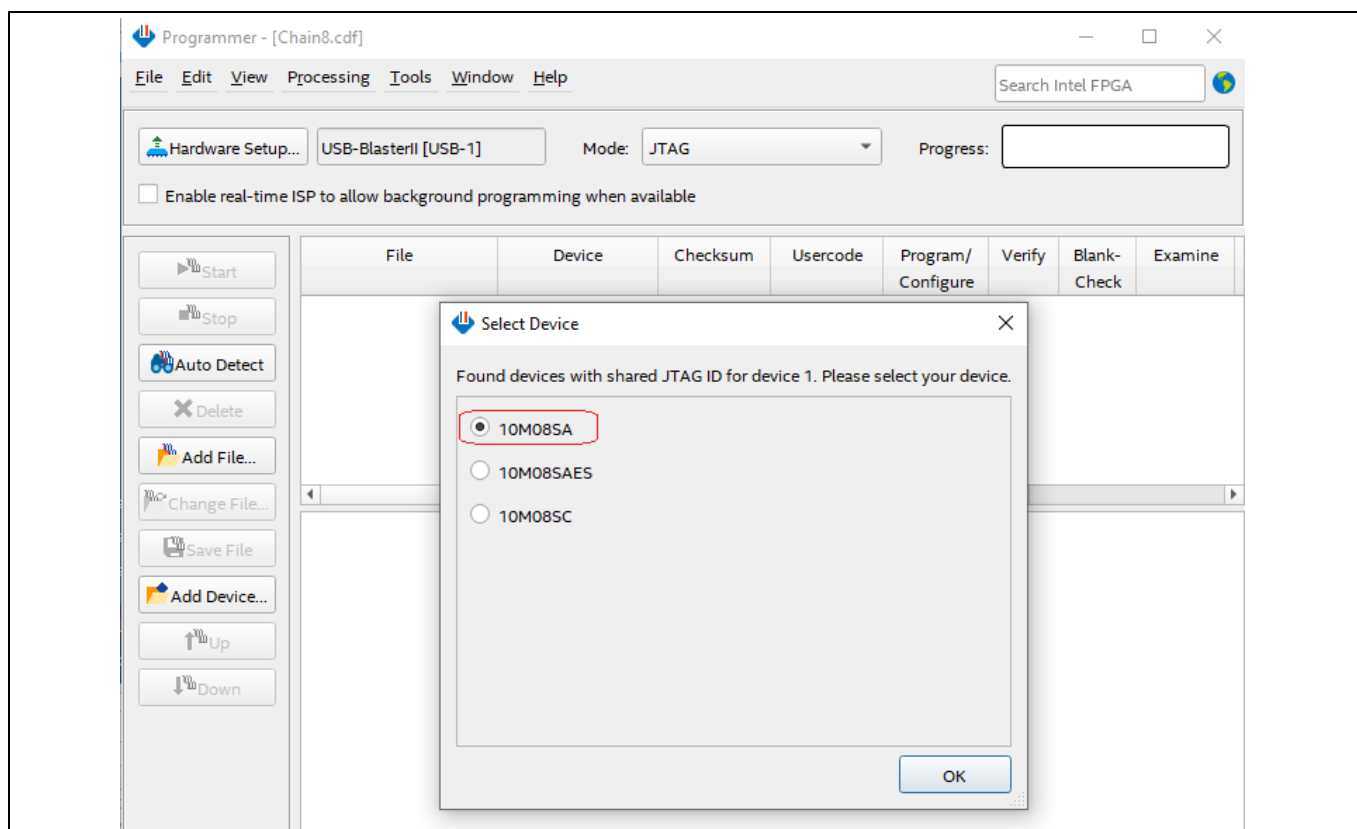 Programmer - [Chain8.cdf]
File Edit View Processing Tools Window Help
Search Intel FPGA
Hardware Setup... USB-BlasterII [USB-1] Mode: JTAG Progress:
Enable real-time ISP to allow background programming when available
Start
Stop
Auto Detect
Delete
Add File...
Change File...
Save File
Add Device...
Up
Down
File Device Checksum Usercode Program/ Verify Blank- Examine
Configure Check
Select Device
Found devices with shared JTAG ID for device 1. Please select your device.
10M08SA
10M08SAES
10M08SC
OK